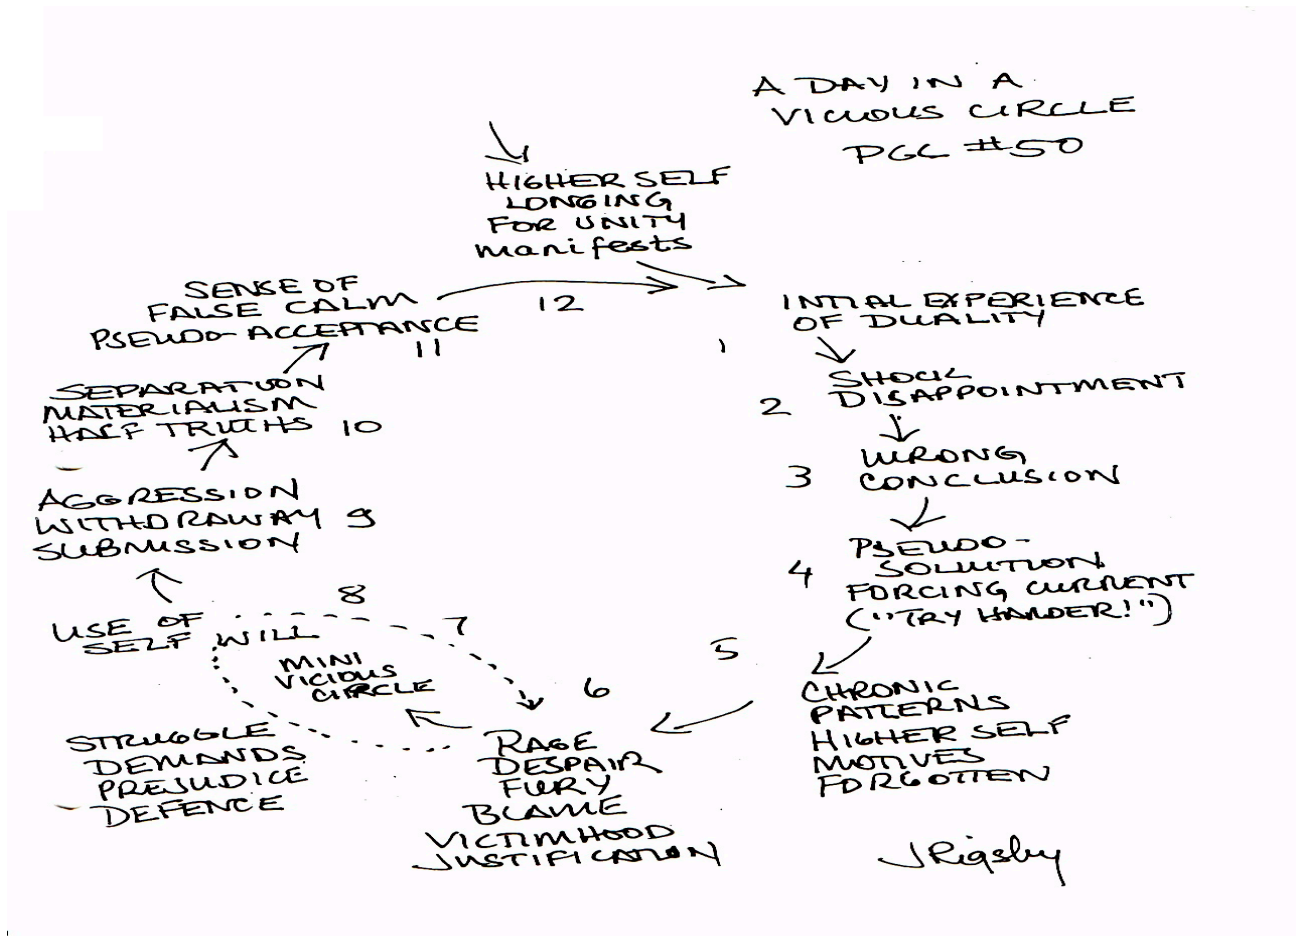 A DAY IN A
VICIOUS CIRCLE
PGL #50
HIGHER SELF
LONGING
FOR UNITY
manifests
SENSE OF
FALSE CALM
PSEUDO-ACCEPTANCE
11
12
INTIAL EXPERIENCE
OF DUALITY
1
SHOCK
DISAPPOINTMENT
2
WRONG
CONCLUSION
3
PSEUDO-
SOLUTION
FORCING CURRENT
("TRY HARDER!")
4
5
CHRONIC
PATTERNS
HIGHER SELF
MOTIVES
FORGOTTEN
6
RAGE
DESPAIR
FURY
BLAME
VICTIMHOOD
JUSTIFICATION
7
MINI
VICIOUS
CIRCLE
8
USE OF
SELF WILL
STRUGGLE
DEMANDS
PREJUDICE
DEFENCE
AGGRESSION
WITHDRAWAY 9
SUBMISSION
SEPARATION
MATERIALISM
HALF TRUTHS 10
JRigsby